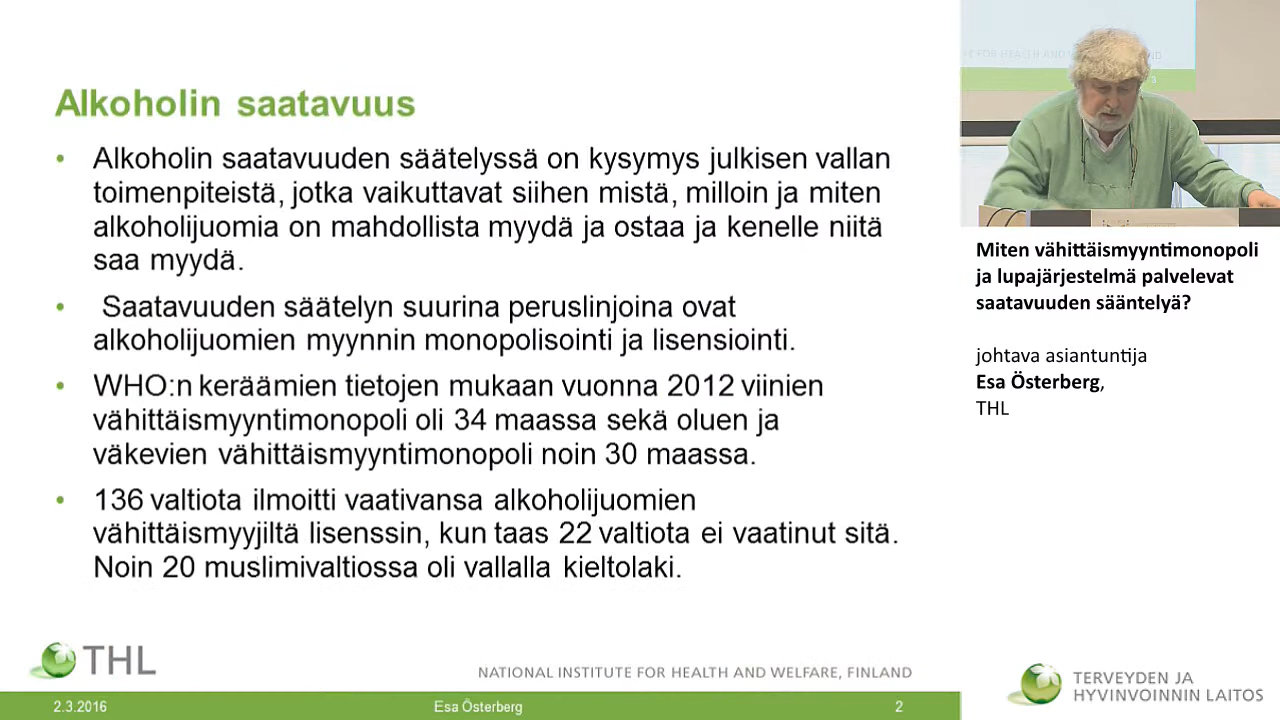 Alkoholin saatavuus
• Alkoholin saatavuuden säätelyssä on kysymys julkisen vallan
toimenpiteistä, jotka vaikuttavat siihen mistä, milloin ja miten
alkoholijuomia on mahdollista myydä ja ostaa ja kenelle niitä
saa myydä.
• Saatavuuden säätelyn suurina peruslinjoina ovat
alkoholijuomien myynnin monopolisointi ja lisensiointi.
• WHO:n keräämien tietojen mukaan vuonna 2012 viinien
vähittäismyyntimonopoli oli 34 maassa sekä oluen ja
väkevien vähittäismyyntimonopoli noin 30 maassa.
• 136 valtiota ilmoitti vaativansa alkoholijuomien
vähittäismyyjiltä lisenssin, kun taas 22 valtiota ei vaatinut sitä.
Noin 20 muslimivaltiossa oli vallalla kieltolaki.
THL
NATIONAL INSTITUTE FOR HEALTH AND WELFARE, FINLAND
2.3.2016 Esa Österberg 2
Miten vähittäismyyntimonopoli
ja lupajärjestelmä palvelevat
saatavuuden sääntelyä?
johtava asiantuntija
Esa Österberg,
THL
TERVEYDEN JA
HYVINVOINNIN LAITOS